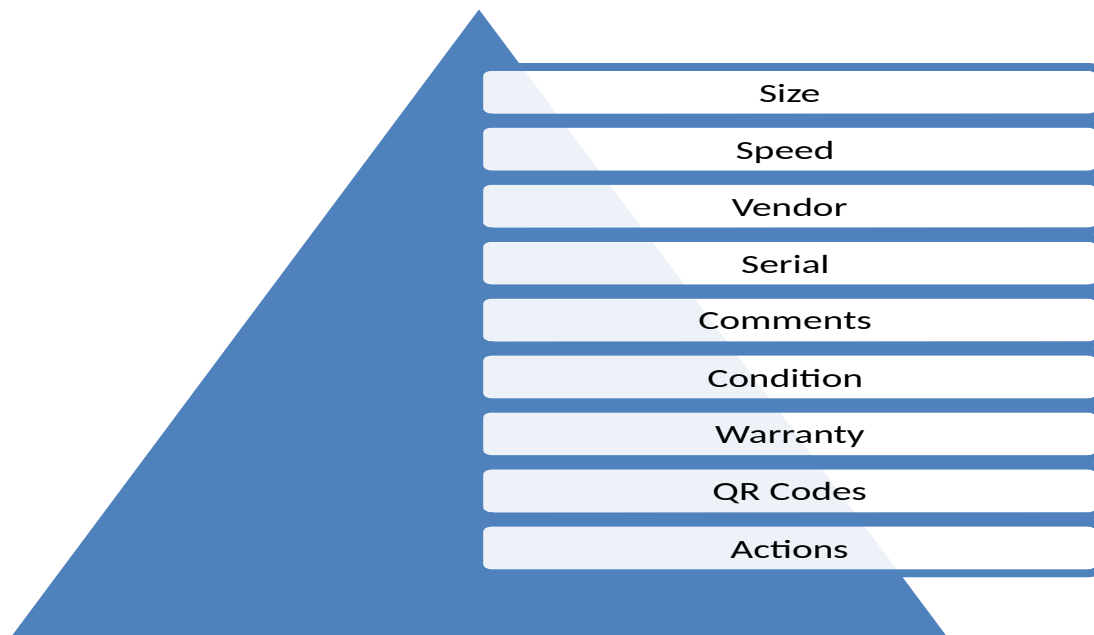 Size
Speed
Vendor
Serial
Comments
Condition
Warranty
QR Codes
Actions